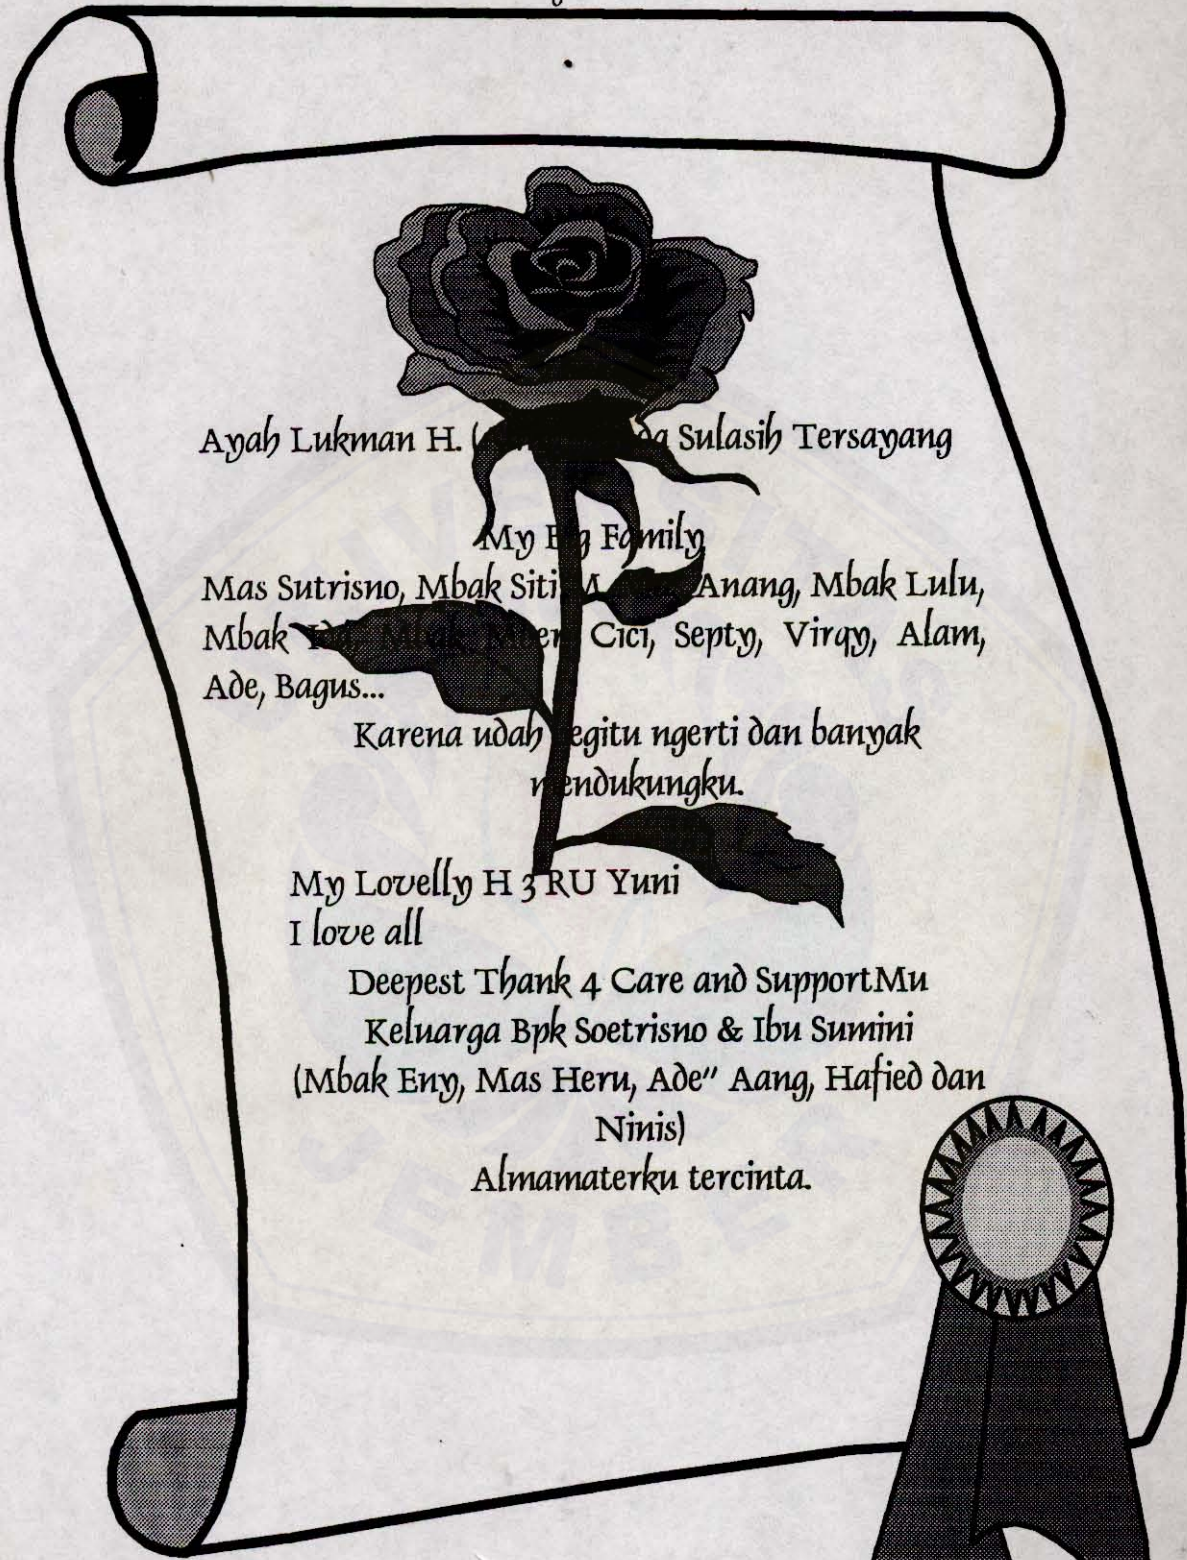 Ayah Lukman H. Sulasih Tersayang
My Big Family
Mas Sutrisno, Mbak Siti Anang, Mbak Lulu,
Mbak Mbak Cici, Septy, Virqy, Alam,
Ade, Bagus...
Karena udah begitu ngerti dan banyak
mendukungku.
My Lovelly H 3 RU Yuni
I love all
Deepest Thank 4 Care and SupportMu
Keluarga Bpk Soetrisno & Ibu Sumini
(Mbak Eny, Mas Heru, Ade" Aang, Hafied dan
Ninis)
Almamaterku tercinta.